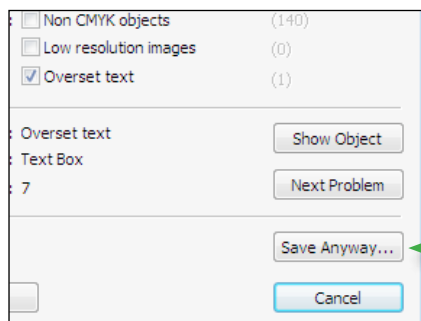 : Non CMYK objects (140)
Low resolution images (0)
Overset text (1)
: Overset text
Show Object
: Text Box
: 7
Next Problem
Save Anyway...
Cancel